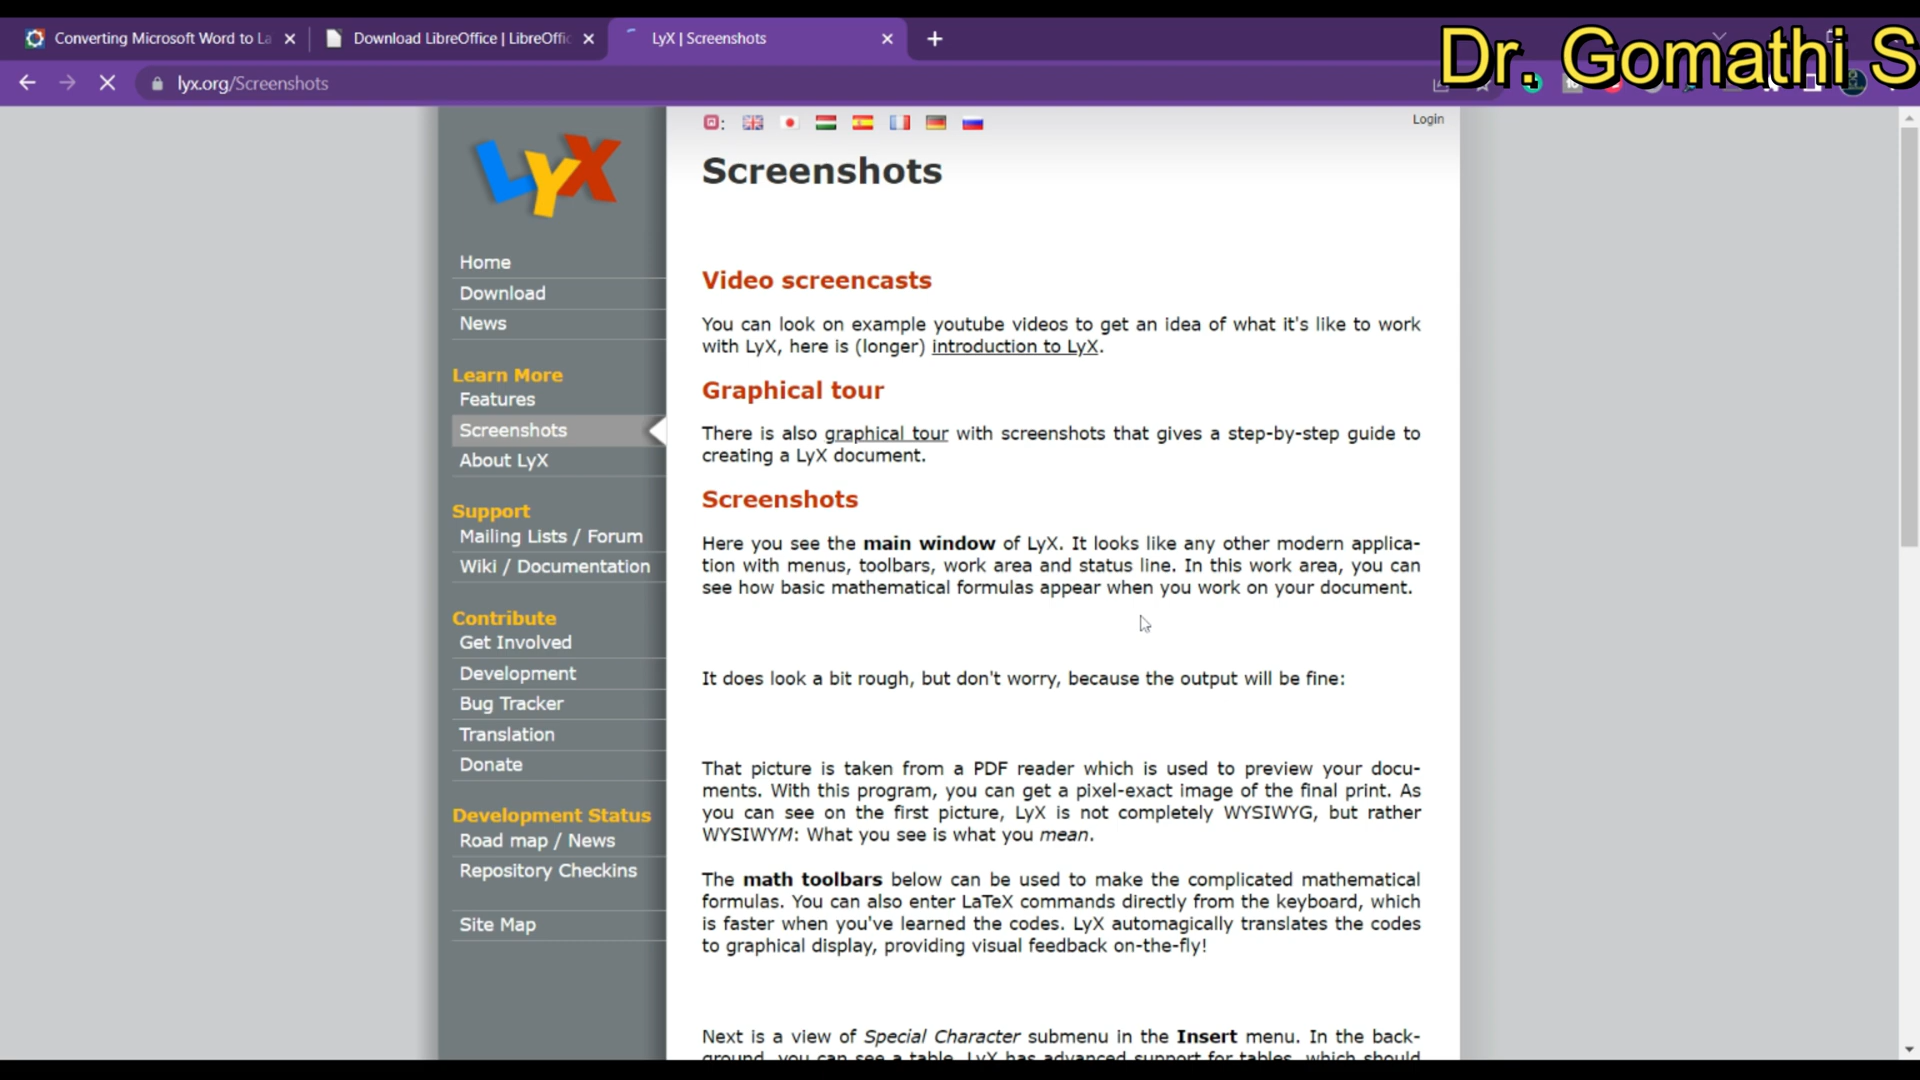 Converting Microsoft Word to La
Download LibreOffice | LibreOffic
LyX | Screenshots
Dr. Gomathi S
lyx.org/Screenshots
LyX
Login
Screenshots
Home
Download
News
Learn More
Features
Screenshots
About LyX
Support
Mailing Lists / Forum
Wiki / Documentation
Contribute
Get Involved
Development
Bug Tracker
Translation
Donate
Development Status
Road map / News
Repository Checkins
Site Map
Video screencasts
You can look on example youtube videos to get an idea of what it's like to work
with LyX, here is (longer) introduction to LyX.
Graphical tour
There is also graphical tour with screenshots that gives a step-by-step guide to
creating a LyX document.
Screenshots
Here you see the main window of LyX. It looks like any other modern applica-
tion with menus, toolbars, work area and status line. In this work area, you can
see how basic mathematical formulas appear when you work on your document.
It does look a bit rough, but don't worry, because the output will be fine:
That picture is taken from a PDF reader which is used to preview your docu-
ments. With this program, you can get a pixel-exact image of the final print. As
you can see on the first picture, LyX is not completely WYSIWYG, but rather
WYSIWYM: What you see is what you mean.
The math toolbars below can be used to make the complicated mathematical
formulas. You can also enter LaTeX commands directly from the keyboard, which
is faster when you've learned the codes. LyX automagically translates the codes
to graphical display, providing visual feedback on-the-fly!
Next is a view of Special Character submenu in the Insert menu. In the back-
ground, you can see a table. LyX has advanced support for tables, which should